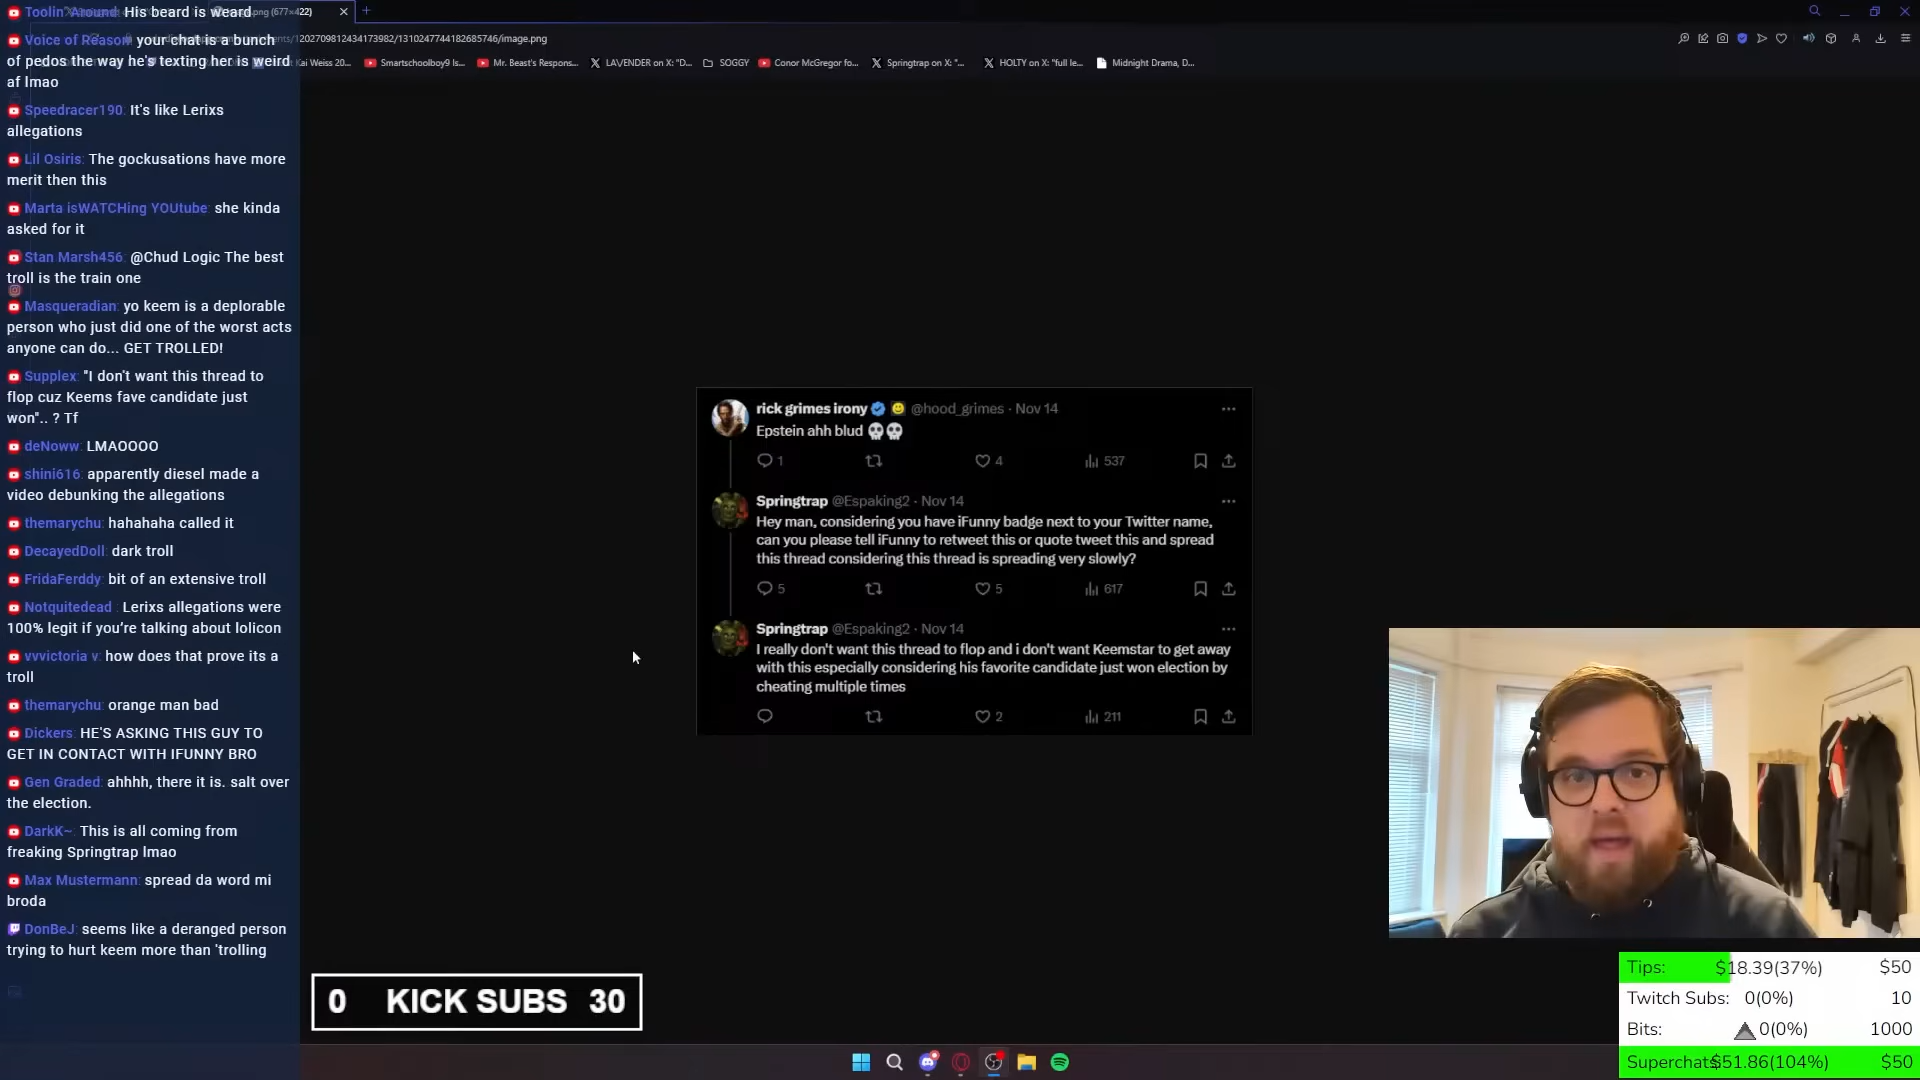 Toolin Around: His beard is weard
Voice of Reason your chat is a bunch
of pedos the way he's texting her is weird
af lmao
Speedracer190: It's like Lerixs
allegations
Lil Osiris: The gockusations have more
merit then this
Marta isWATCHing YOUtube: she kinda
asked for it
Stan Marsh456: @Chud Logic The best
troll is the train one
Masqueradian: yo keem is a deplorable
person who just did one of the worst acts
anyone can do... GET TROLLED!
Supplex: "I don't want this thread to
flop cuz Keems fave candidate just
won".. ? Tf
deNoww: LMAOOOO
shini616: apparently diesel made a
video debunking the allegations
themarychu: hahahaha called it
DecayedDoll: dark troll
FridaFerddy: bit of an extensive troll
Notquitedead: Lerixs allegations were
100% legit if you're talking about lolicon
vvvictoria v: how does that prove its a
troll
themarychu: orange man bad
Dickers: HE'S ASKING THIS GUY TO
GET IN CONTACT WITH IFUNNY BRO
Gen Graded: ahhhh, there it is. salt over
the election.
DarkK~: This is all coming from
freaking Springtrap lmao
Max Mustermann: spread da word mi
broda
DonBeJ: seems like a deranged person
trying to hurt keem more than 'trolling
.png (677×422)
1202709812434173982/1310247744182685746/image.png
Kai Weiss 20...
Smartschoolboy9 Is...
Mr. Beast's Respons...
LAVENDER on X: "D...
SOGGY
Conor McGregor fo...
Springtrap on X: "...
HOLTY on X: "full le...
Midnight Drama, D...
rick grimes irony @hood_grimes · Nov 14
Epstein ahh blud 💀💀
1 4 537
Springtrap @Espaking2 · Nov 14
Hey man, considering you have iFunny badge next to your Twitter name,
can you please tell iFunny to retweet this or quote tweet this and spread
this thread considering this thread is spreading very slowly?
5 5 617
Springtrap @Espaking2 · Nov 14
I really don't want this thread to flop and i don't want Keemstar to get away
with this especially considering his favorite candidate just won election by
cheating multiple times
2 211
0 KICK SUBS 30
Tips: $18.39(37%) $50
Twitch Subs: 0(0%) 10
Bits: 0(0%) 1000
Superchats $51.86(104%) $50